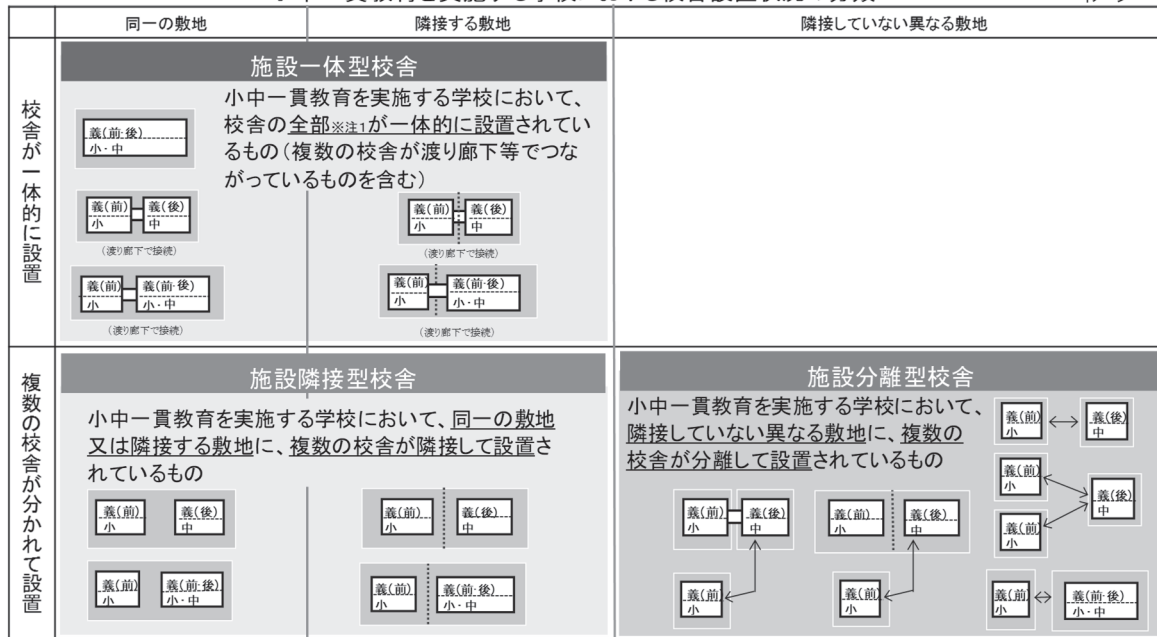 同一の敷地
隣接する敷地
隣接していない異なる敷地
校舎が一体的に設置
施設一体型校舎
小中一貫教育を実施する学校において、
校舎の全部※注1が一体的に設置されてい
るもの(複数の校舎が渡り廊下等でつな
がっているものを含む)
義(前・後)
小・中
義(前)
小
義(後)
中
(渡り廊下で接続)
義(前)
小
義(後)
中
(渡り廊下で接続)
義(前)
小
義(前・後)
小・中
(渡り廊下で接続)
義(前)
小
義(前・後)
小・中
(渡り廊下で接続)
複数の校舎が分かれて設置
施設隣接型校舎
小中一貫教育を実施する学校において、同一の敷地
又は隣接する敷地に、複数の校舎が隣接して設置さ
れているもの
義(前)
小
義(後)
中
義(前)
小
義(後)
中
義(前)
小
義(前・後)
小・中
義(前)
小
義(前・後)
小・中
施設分離型校舎
小中一貫教育を実施する学校において、
隣接していない異なる敷地に、複数の
校舎が分離して設置されているもの
義(前)
小
義(後)
中
義(前)
小
義(後)
中
義(前)
小
義(前)
小
義(後)
中
義(前)
小
義(前)
小
義(後)
中
義(前)
小
義(前)
小
義(前・後)
小・中